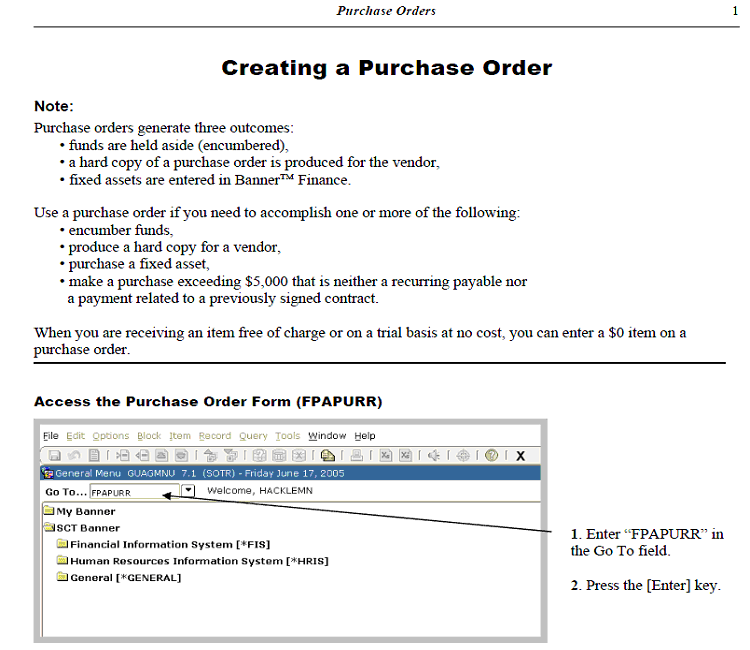 Purchase Orders 1
Creating a Purchase Order
Note:
Purchase orders generate three outcomes:
• funds are held aside (encumbered),
• a hard copy of a purchase order is produced for the vendor,
• fixed assets are entered in Banner™ Finance.
Use a purchase order if you need to accomplish one or more of the following:
• encumber funds,
• produce a hard copy for a vendor,
• purchase a fixed asset,
• make a purchase exceeding $5,000 that is neither a recurring payable nor
a payment related to a previously signed contract.
When you are receiving an item free of charge or on a trial basis at no cost, you can enter a $0 item on a
purchase order.
Access the Purchase Order Form (FPAPURR)
File Edit Options Block Item Record Query Tools Window Help
X
General Menu GUAGMNU 7.1 (SOTR) - Friday June 17, 2005
Go To... FPAPURR Welcome, HACKLEMN
My Banner
SCT Banner
Financial Information System [*FIS]
Human Resources Information System [*HRIS]
General [*GENERAL]
1. Enter “FPAPURR” in
the Go To field.
2. Press the [Enter] key.